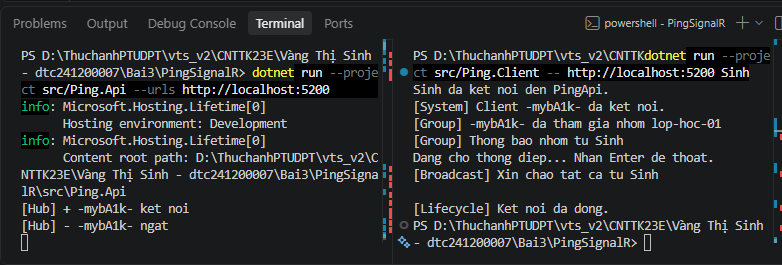 Problems Output Debug Console Terminal Ports
powershell - PingSignalR
PS D:\ThuchanhPTUDPT\vts_v2\CNTTK23E\Vàng Thị Sinh
- dtc241200007\Bai3\PingSignalR> dotnet run --proje
ct src/Ping.Api --urls http://localhost:5200
info: Microsoft.Hosting.Lifetime[0]
Hosting environment: Development
info: Microsoft.Hosting.Lifetime[0]
Content root path: D:\ThuchanhPTUDPT\vts_v2\C
NTTK23E\Vàng Thị Sinh - dtc241200007\Bai3\PingSigna
lR\src\Ping.Api
[Hub] + -mybA1k- ket noi
[Hub] - -mybA1k- ngat
PS D:\ThuchanhPTUDPT\vts_v2\CNTTKdotnet run --proje
ct src/Ping.Client -- http://localhost:5200 Sinh
Sinh da ket noi den PingApi.
[System] Client -mybA1k- da ket noi.
[Group] -mybA1k- da tham gia nhom lop-hoc-01
[Group] Thong bao nhom tu Sinh
Dang cho thong diep... Nhan Enter de thoat.
[Broadcast] Xin chao tat ca tu Sinh
[Lifecycle] Ket noi da dong.
PS D:\ThuchanhPTUDPT\vts_v2\CNTTK23E\Vàng Thị Sinh
- dtc241200007\Bai3\PingSignalR>